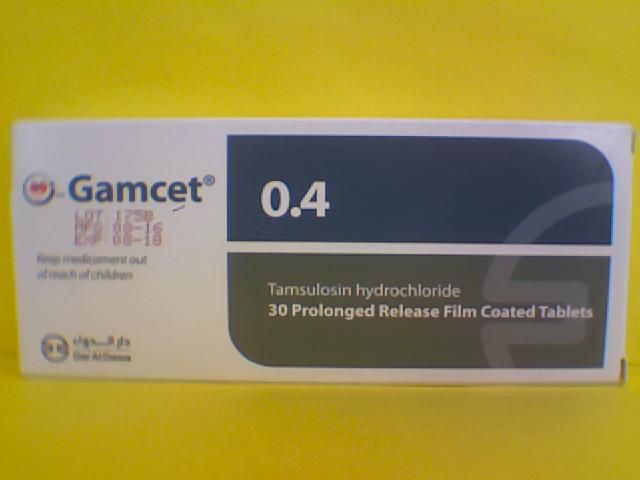 Gamcet®
LOT 175B
MFG 08-16
EXP 08-18
Keep medicament out
of reach of children
دار الدواء
Dar Al Dawa
0.4
Tamsulosin hydrochloride
30 Prolonged Release Film Coated Tablets